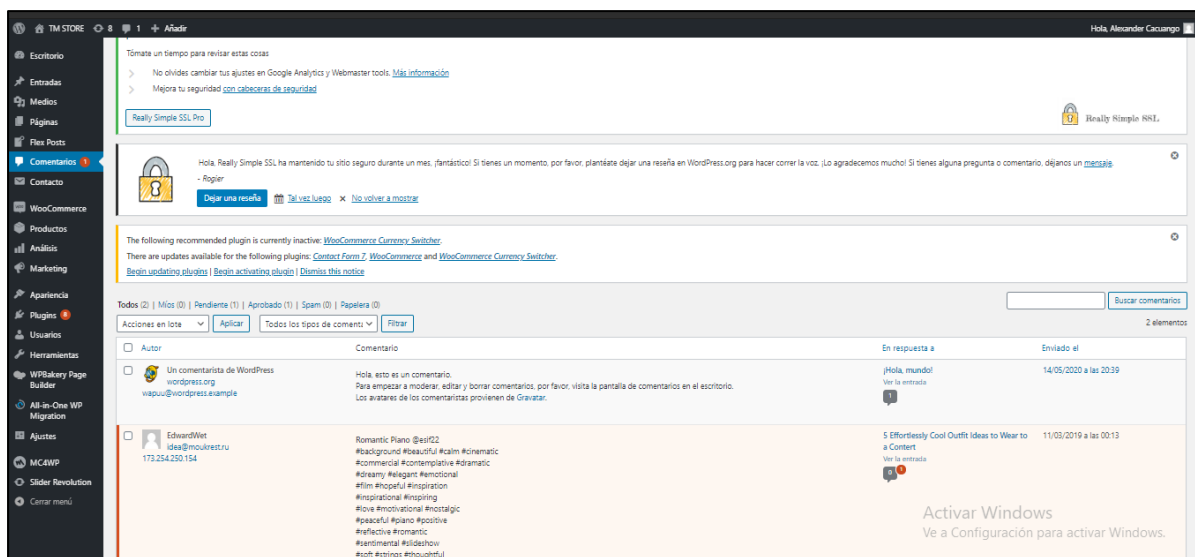 TM STORE 8 1 + Añadir Hola, Alexander Cacuango
Escritorio
Entradas
Medios
Páginas
Flex Posts
Comentarios 1
Contacto
WooCommerce
Productos
Análisis
Marketing
Apariencia
Plugins 8
Usuarios
Herramientas
WPBakery Page
Builder
All-in-One WP
Migration
Ajustes
MC4WP
Slider Revolution
Cerrar menú
Tómate un tiempo para revisar estas cosas
No olvides cambiar tus ajustes en Google Analytics y Webmaster tools. Más información
Mejora tu seguridad con cabeceras de seguridad
Really Simple SSL Pro
Really Simple SSL
Hola, Really Simple SSL ha mantenido tu sitio seguro durante un mes, ¡fantástico! Si tienes un momento, por favor, plantéate dejar una reseña en WordPress.org para hacer correr la voz. ¡Lo agradecemos mucho! Si tienes alguna pregunta o comentario, déjanos un mensaje.
- Rogier
Dejar una reseña Tal vez luego No volver a mostrar
The following recommended plugin is currently inactive: WooCommerce Currency Switcher.
There are updates available for the following plugins: Contact Form 7, WooCommerce and WooCommerce Currency Switcher.
Begin updating plugins | Begin activating plugin | Dismiss this notice
Todos (2) | Míos (0) | Pendiente (1) | Aprobado (1) | Spam (0) | Papelera (0)
Buscar comentarios
Acciones en lote Aplicar Todos los tipos de coment Filtrar
2 elementos
Autor Comentario En respuesta a Enviado el
Un comentarista de WordPress
wordpress.org
wapuu@wordpress.example
Hola, esto es un comentario.
Para empezar a moderar, editar y borrar comentarios, por favor, visita la pantalla de comentarios en el escritorio.
Los avatares de los comentaristas provienen de Gravatar.
¡Hola, mundo!
Ver la entrada
1
14/05/2020 a las 20:39
EdwardWet
idea@moukrest.ru
173.254.250.154
Romantic Piano @esif22
#background #beautiful #calm #cinematic
#commercial #contemplative #dramatic
#dreamy #elegant #emotional
#film #hopeful #inspiration
#inspirational #inspiring
#love #motivational #nostalgic
#peaceful #piano #positive
#reflective #romantic
#sentimental #slideshow
#soft #strings #thoughtful
5 Effortlessly Cool Outfit Ideas to Wear to
a Contert
Ver la entrada
0 1
11/03/2019 a las 00:13
Activar Windows
Ve a Configuración para activar Windows.